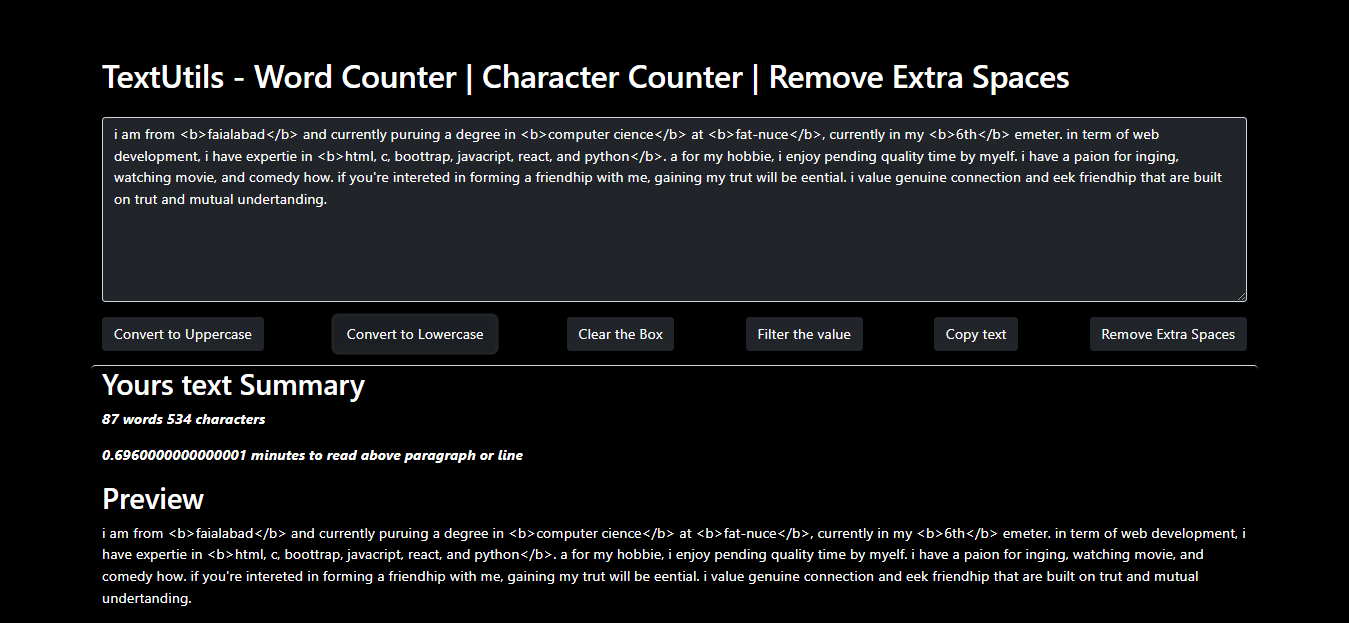 TextUtils - Word Counter | Character Counter | Remove Extra Spaces
i am from <b>faialabad</b> and currently puruing a degree in <b>computer cience</b> at <b>fat-nuce</b>, currently in my <b>6th</b> emeter. in term of web
development, i have expertie in <b>html, c, boottrap, javacript, react, and python</b>. a for my hobbie, i enjoy pending quality time by myelf. i have a paion for inging,
watching movie, and comedy how. if you're intereted in forming a friendhip with me, gaining my trut will be eential. i value genuine connection and eek friendhip that are built
on trut and mutual undertanding.
Convert to Uppercase
Convert to Lowercase
Clear the Box
Filter the value
Copy text
Remove Extra Spaces
Yours text Summary
87 words 534 characters
0.6960000000000001 minutes to read above paragraph or line
Preview
i am from <b>faialabad</b> and currently puruing a degree in <b>computer cience</b> at <b>fat-nuce</b>, currently in my <b>6th</b> emeter. in term of web development, i
have expertie in <b>html, c, boottrap, javacript, react, and python</b>. a for my hobbie, i enjoy pending quality time by myelf. i have a paion for inging, watching movie, and
comedy how. if you're intereted in forming a friendhip with me, gaining my trut will be eential. i value genuine connection and eek friendhip that are built on trut and mutual
undertanding.